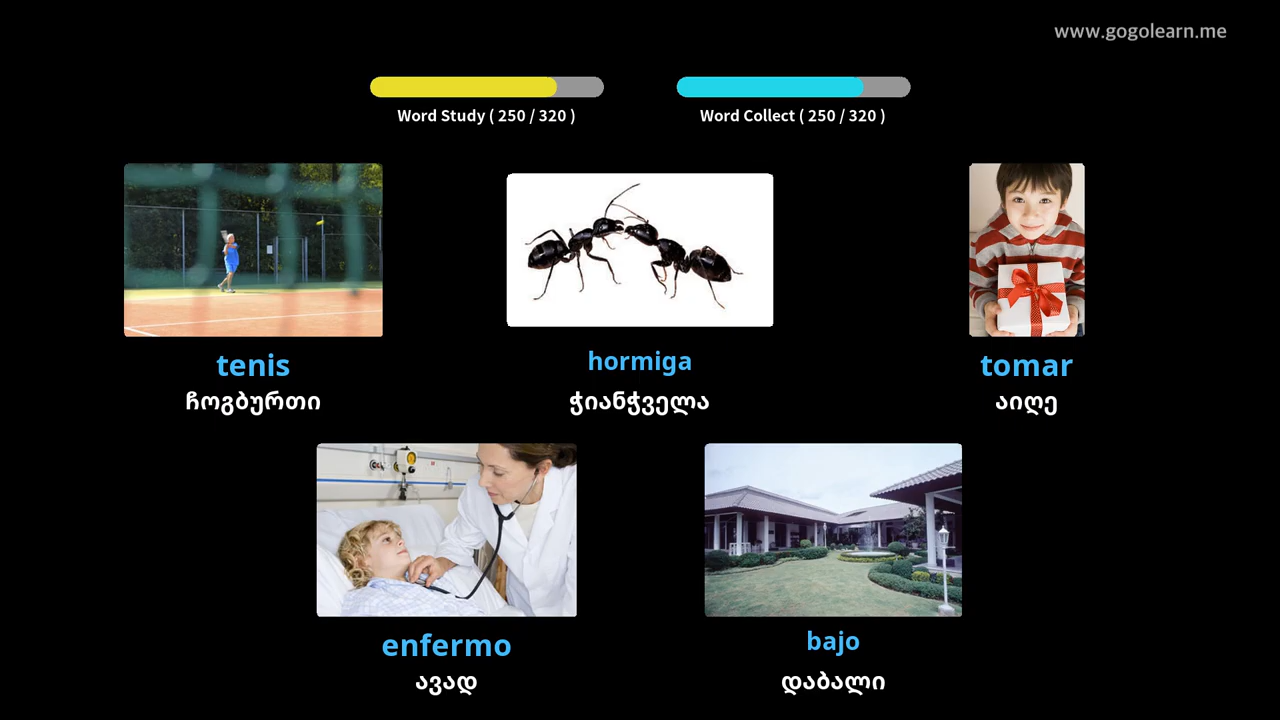 www.gogolearn.me
Word Study ( 250 / 320 )
Word Collect ( 250 / 320 )
tenis
ჩოგბურთი
hormiga
ჭიანჭველა
tomar
აიღე
enfermo
ავად
bajo
დაბალი